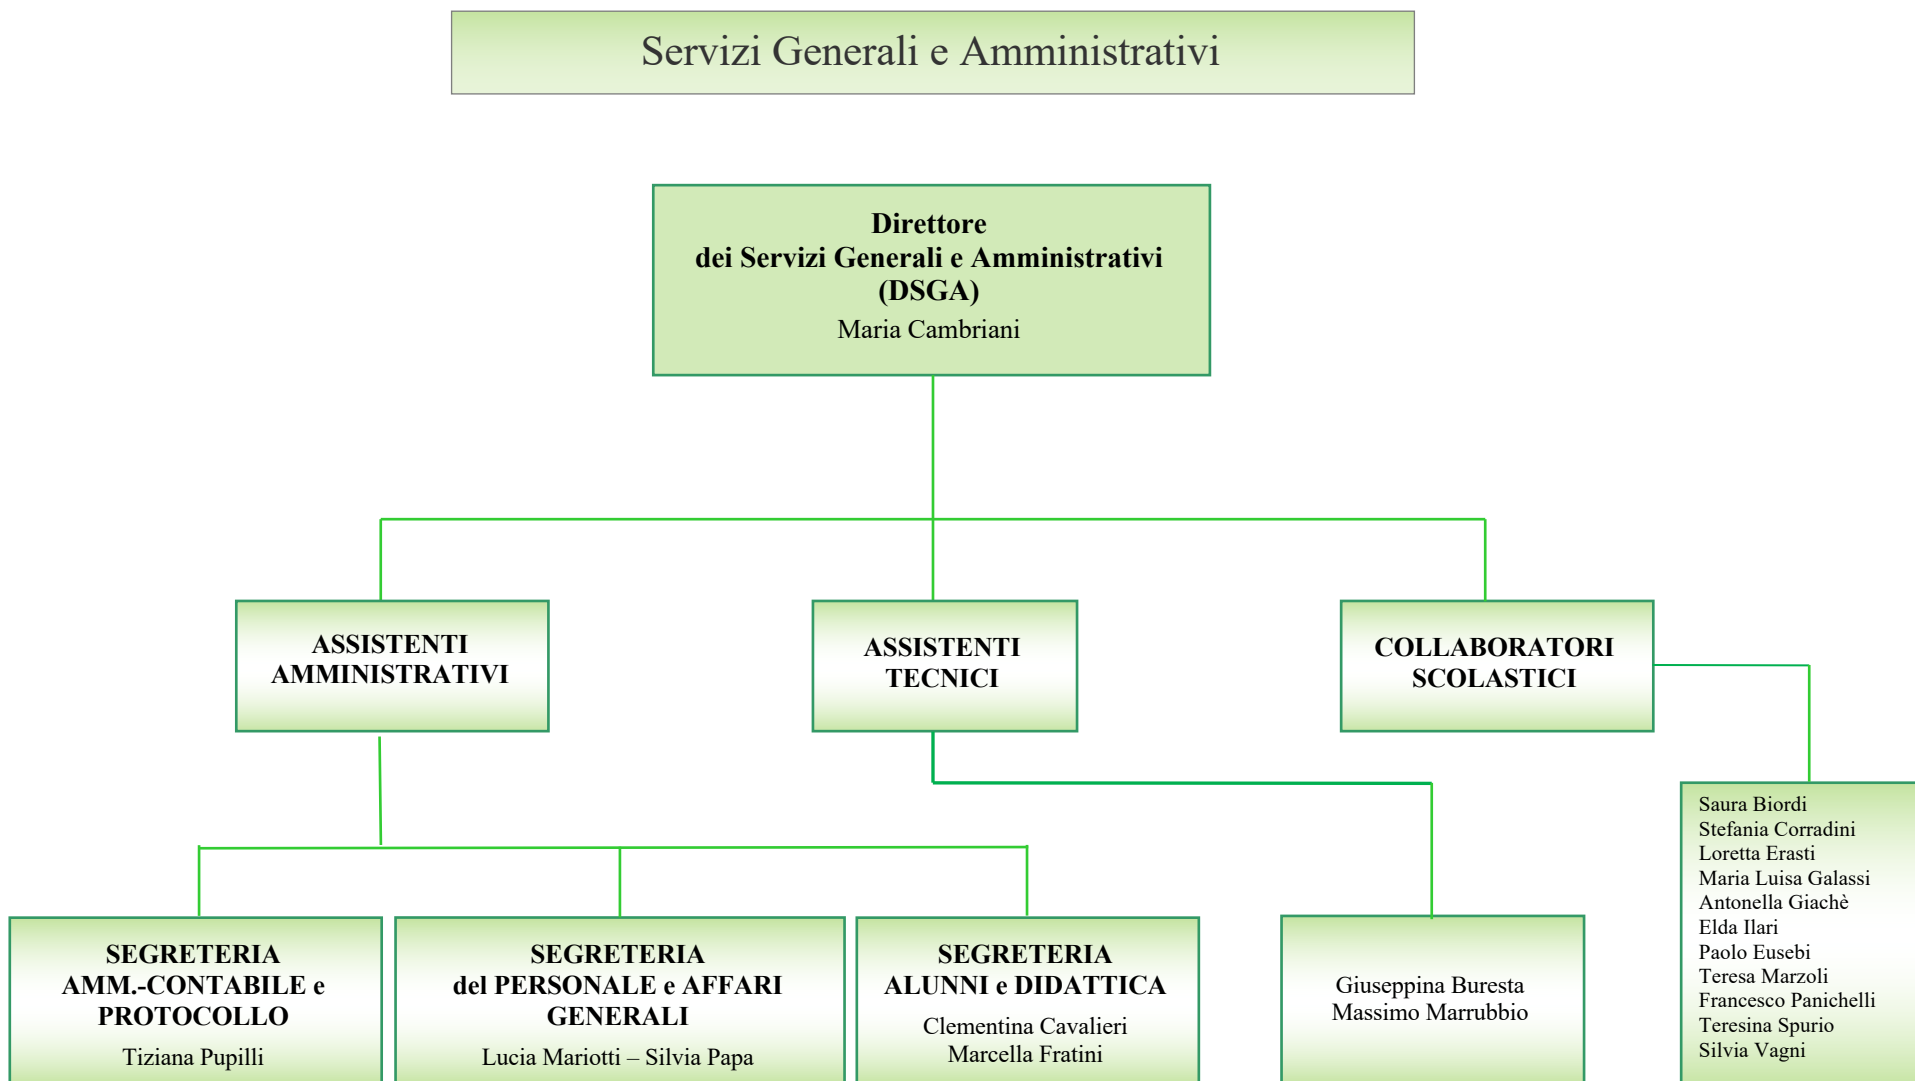 Servizi Generali e Amministrativi
Direttore
dei Servizi Generali e Amministrativi
(DSGA)
Maria Cambriani
ASSISTENTI
AMMINISTRATIVI
ASSISTENTI
TECNICI
COLLABORATORI
SCOLASTICI
SEGRETERIA
AMM.-CONTABILE e
PROTOCOLLO
Tiziana Pupilli
SEGRETERIA
del PERSONALE e AFFARI
GENERALI
Lucia Mariotti – Silvia Papa
SEGRETERIA
ALUNNI e DIDATTICA
Clementina Cavalieri
Marcella Fratini
Giuseppina Buresta
Massimo Marrubbio
Saura Biordi
Stefania Corradini
Loretta Erasti
Maria Luisa Galassi
Antonella Giachè
Elda Ilari
Paolo Eusebi
Teresa Marzoli
Francesco Panichelli
Teresina Spurio
Silvia Vagni